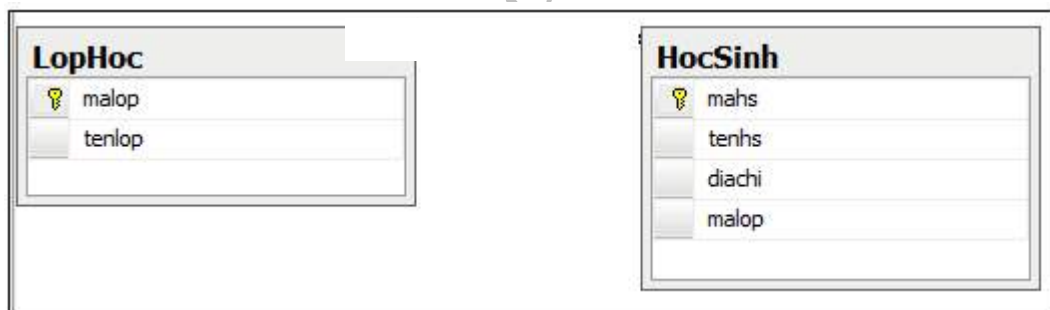 LopHoc
malop
tenlop
HocSinh
mahs
tenhs
diachi
malop